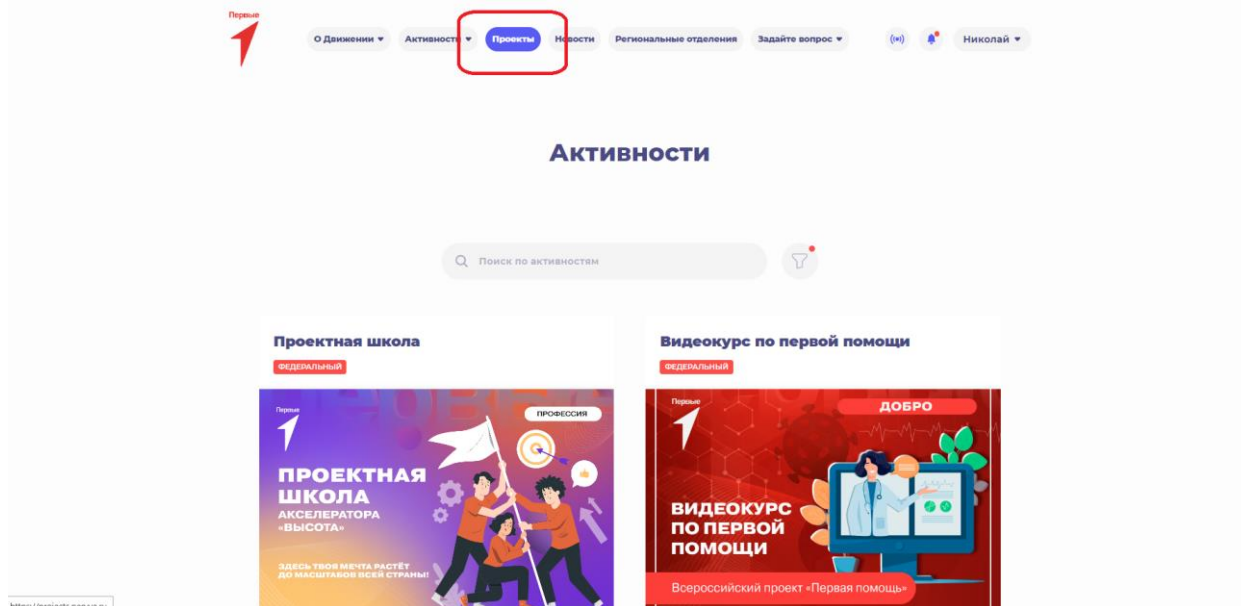 Первые
О Движении
Активности
Проекты
Новости
Региональные отделения
Задайте вопрос
Николай
Активности
Поиск по активностям
Проектная школа
ФЕДЕРАЛЬНЫЙ
Первые
ПРОФЕССИЯ
ПРОЕКТНАЯ
ШКОЛА
АКСЕЛЕРАТОРА
«ВЫСОТА»
ЗДЕСЬ ТВОЯ МЕЧТА РАСТЁТ
ДО МАСШТАБОВ ВСЕЙ СТРАНЫ!
Видеокурс по первой помощи
ФЕДЕРАЛЬНЫЙ
Первые
ДОБРО
ВИДЕОКУРС
ПО ПЕРВОЙ
ПОМОЩИ
Всероссийский проект «Первая помощь»